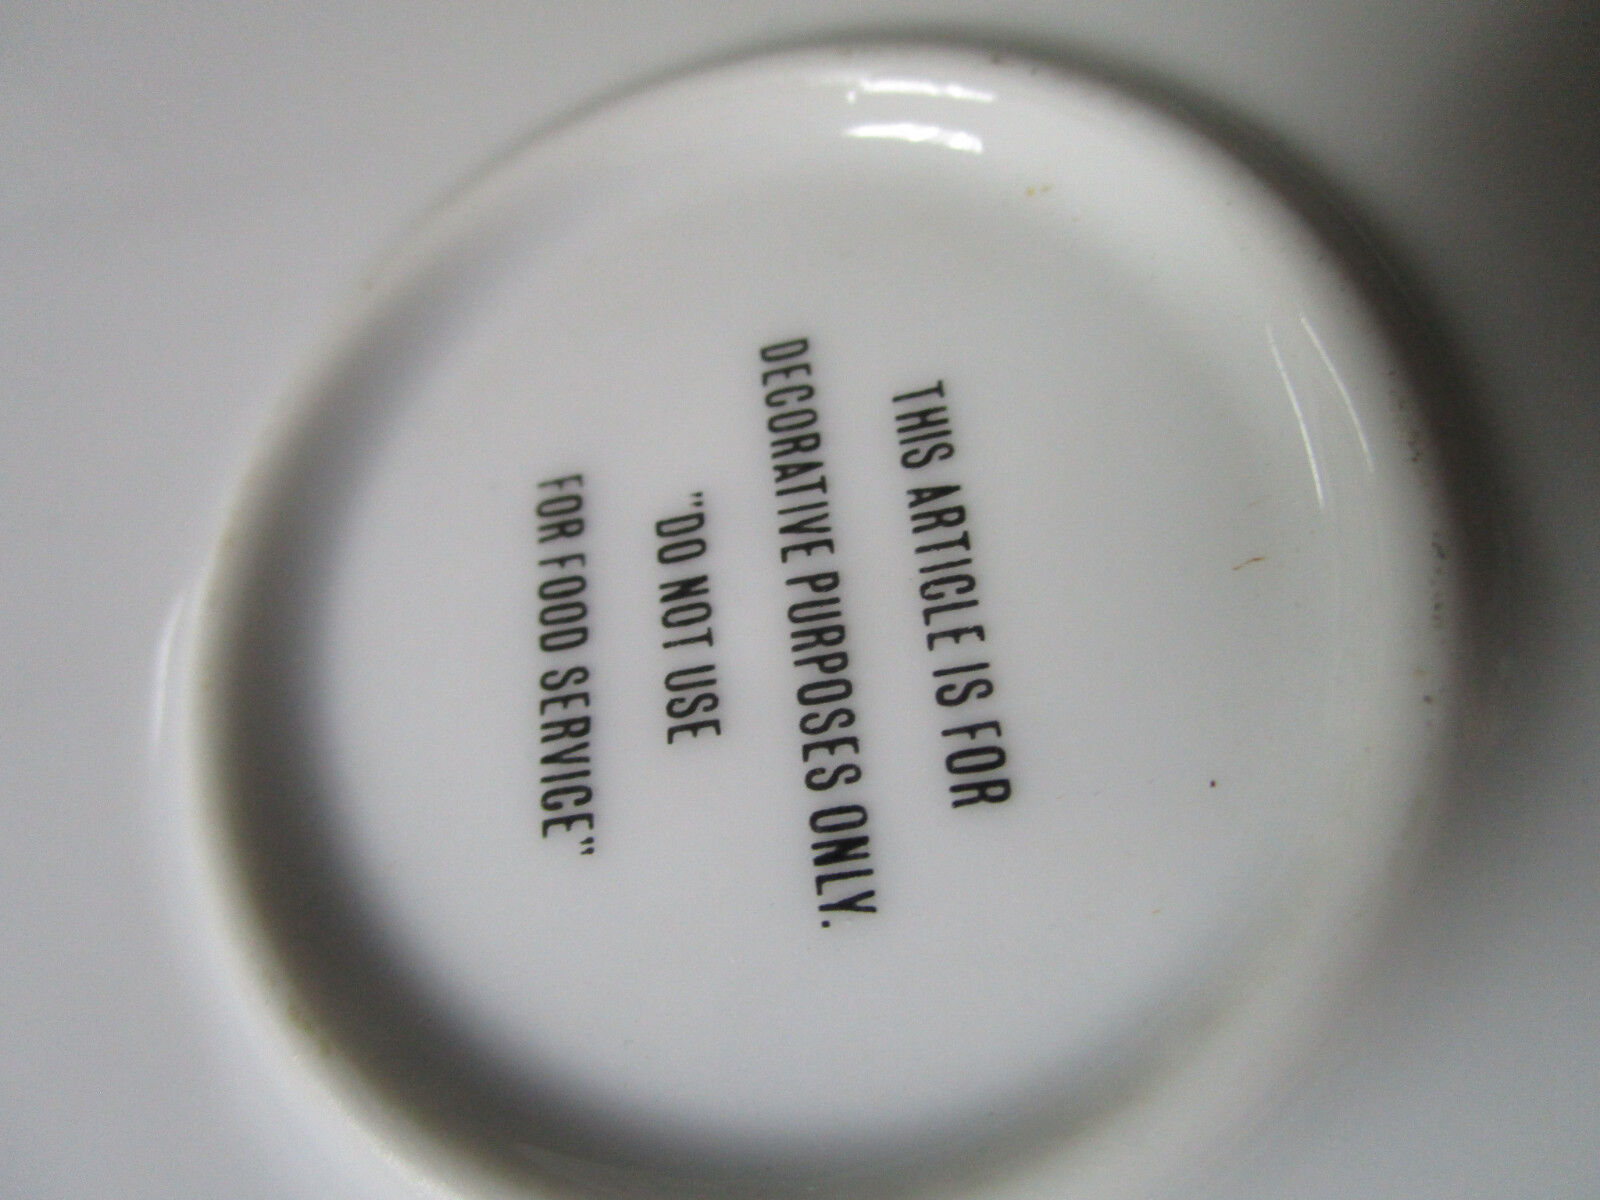 THIS ARTICLE IS FOR
DECORATIVE PURPOSES ONLY.
"DO NOT USE
FOR FOOD SERVICE"